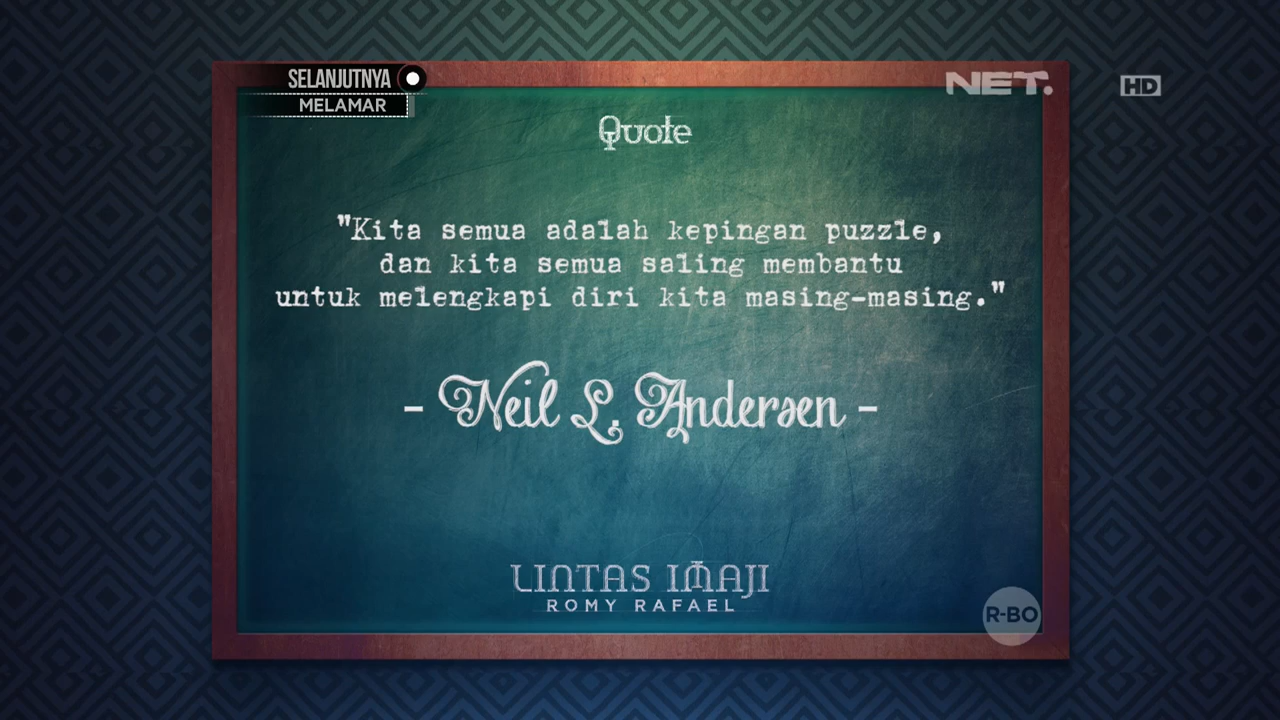 SELANJUTNYA
MELAMAR
NET.
HD
Quote
"Kita semua adalah kepingan puzzle,
dan kita semua saling membantu
untuk melengkapi diri kita masing-masing."
- Neil L. Andersen -
LINTAS IMAJI
ROMY RAFAEL
R-BO